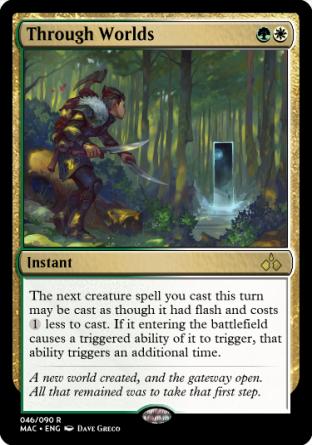 Through Worlds
Instant
The next creature spell you cast this turn
may be cast as though it had flash and costs
1 less to cast. If it entering the battlefield
causes a triggered ability of it to trigger, that
ability triggers an additional time.
A new world created, and the gateway open.
All that remained was to take that first step.
046/090 R
MAC • ENG Dave Greco